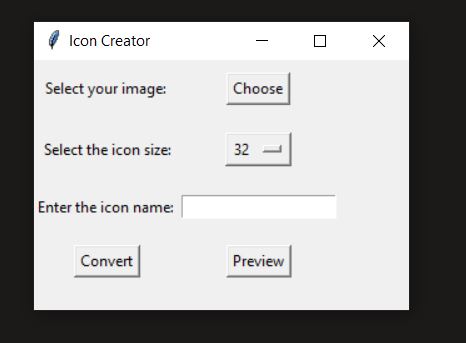 Icon Creator
Select your image: Choose
Select the icon size: 32
Enter the icon name:
Convert Preview